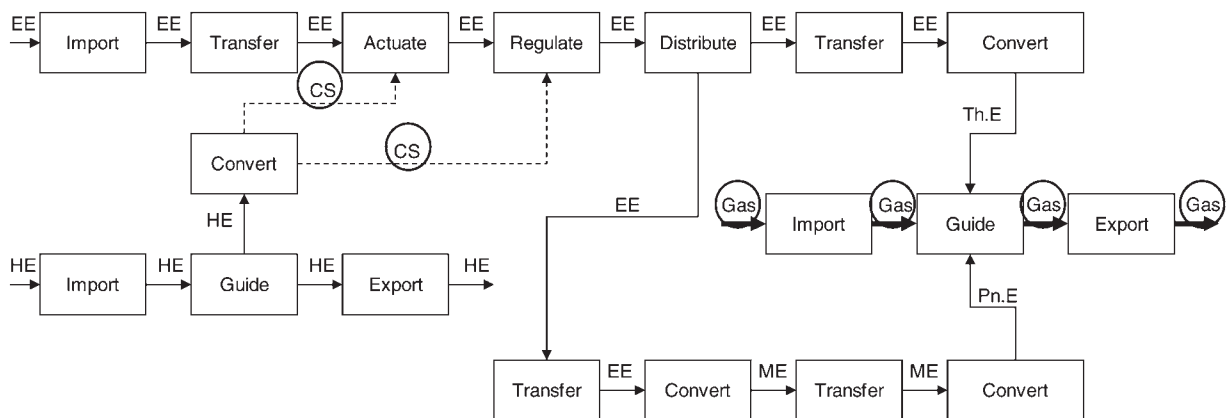 EE EE EE EE EE EE EE
Import Transfer Actuate Regulate Distribute Transfer Convert
CS
Th.E
Convert CS
HE EE Gas Gas Gas Gas
Import Guide Export
HE HE HE HE
Import Guide Export
Pn.E
EE ME ME
Transfer Convert Transfer Convert